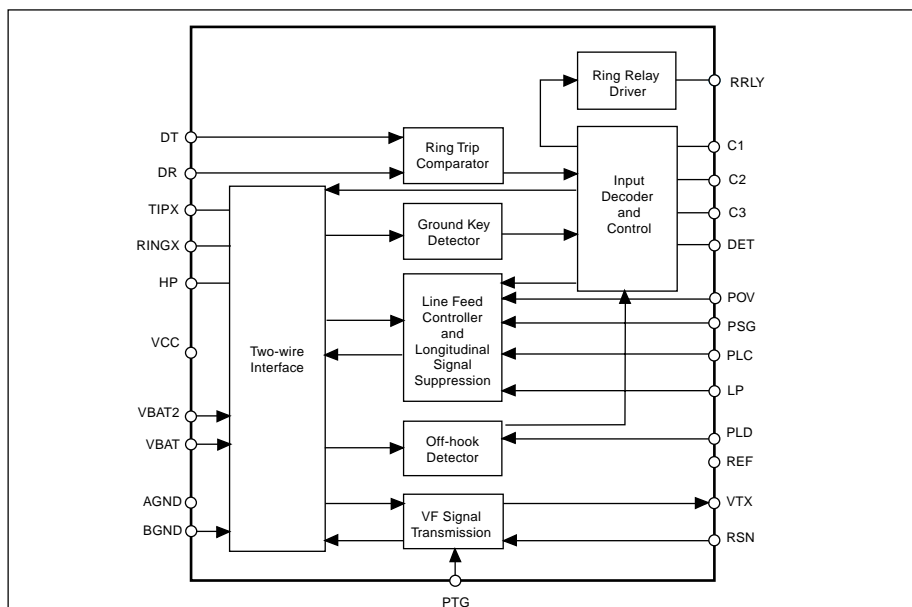 Ring Relay
Driver
RRLY
DT
DR
TIPX
RINGX
HP
VCC
VBAT2
VBAT
AGND
BGND
Two-wire
Interface
Ring Trip
Comparator
Ground Key
Detector
Line Feed
Controller
and
Longitudinal
Signal
Suppression
Off-hook
Detector
VF Signal
Transmission
Input
Decoder
and
Control
C1
C2
C3
DET
POV
PSG
PLC
LP
PLD
REF
VTX
RSN
PTG